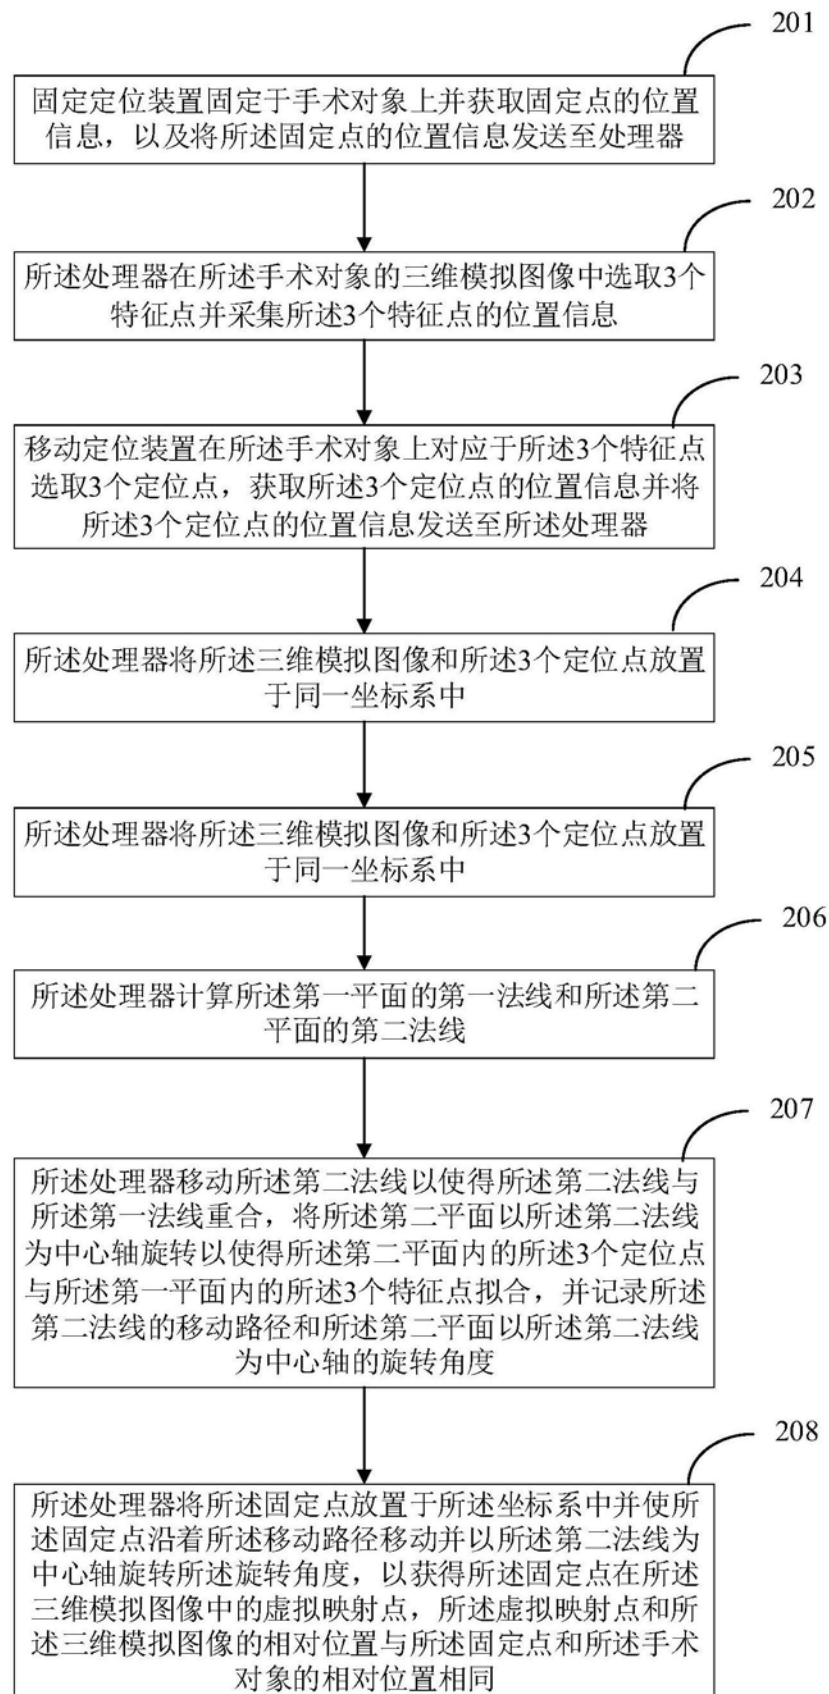 201
固定定位装置固定于手术对象上并获取固定点的位置
信息，以及将所述固定点的位置信息发送至处理器
202
所述处理器在所述手术对象的三维模拟图像中选取3个
特征点并采集所述3个特征点的位置信息
203
移动定位装置在所述手术对象上对应于所述3个特征点
选取3个定位点，获取所述3个定位点的位置信息并将
所述3个定位点的位置信息发送至所述处理器
204
所述处理器将所述三维模拟图像和所述3个定位点放置
于同一坐标系中
205
所述处理器将所述三维模拟图像和所述3个定位点放置
于同一坐标系中
206
所述处理器计算所述第一平面的第一法线和所述第二
平面的第二法线
207
所述处理器移动所述第二法线以使得所述第二法线与
所述第一法线重合，将所述第二平面以所述第二法线
为中心轴旋转以使得所述第二平面内的所述3个定位点
与所述第一平面内的所述3个特征点拟合，并记录所述
第二法线的移动路径和所述第二平面以所述第二法线
为中心轴的旋转角度
208
所述处理器将所述固定点放置于所述坐标系中并使所
述固定点沿着所述移动路径移动并以所述第二法线为
中心轴旋转所述旋转角度，以获得所述固定点在所述
三维模拟图像中的虚拟映射点，所述虚拟映射点和所
述三维模拟图像的相对位置与所述固定点和所述手术
对象的相对位置相同